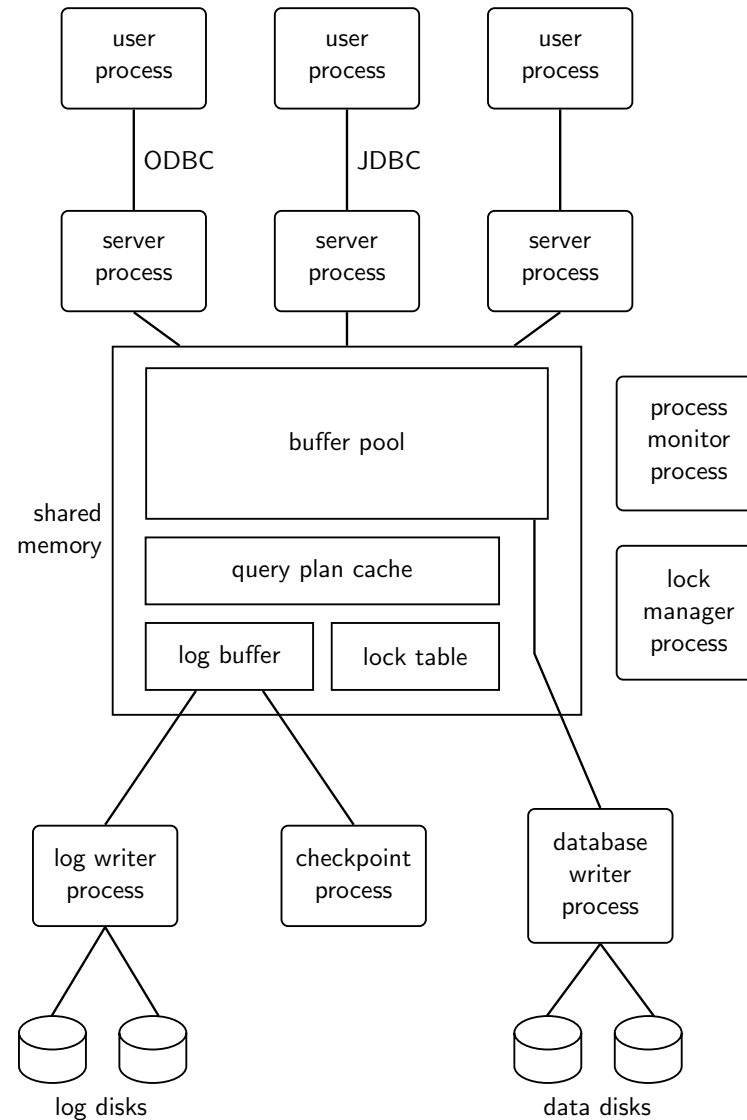 user
process
user
process
user
process
ODBC
JDBC
server
process
server
process
server
process
buffer pool
process
monitor
process
shared
memory
query plan cache
lock
manager
process
log buffer
lock table
log writer
process
checkpoint
process
database
writer
process
log disks
data disks